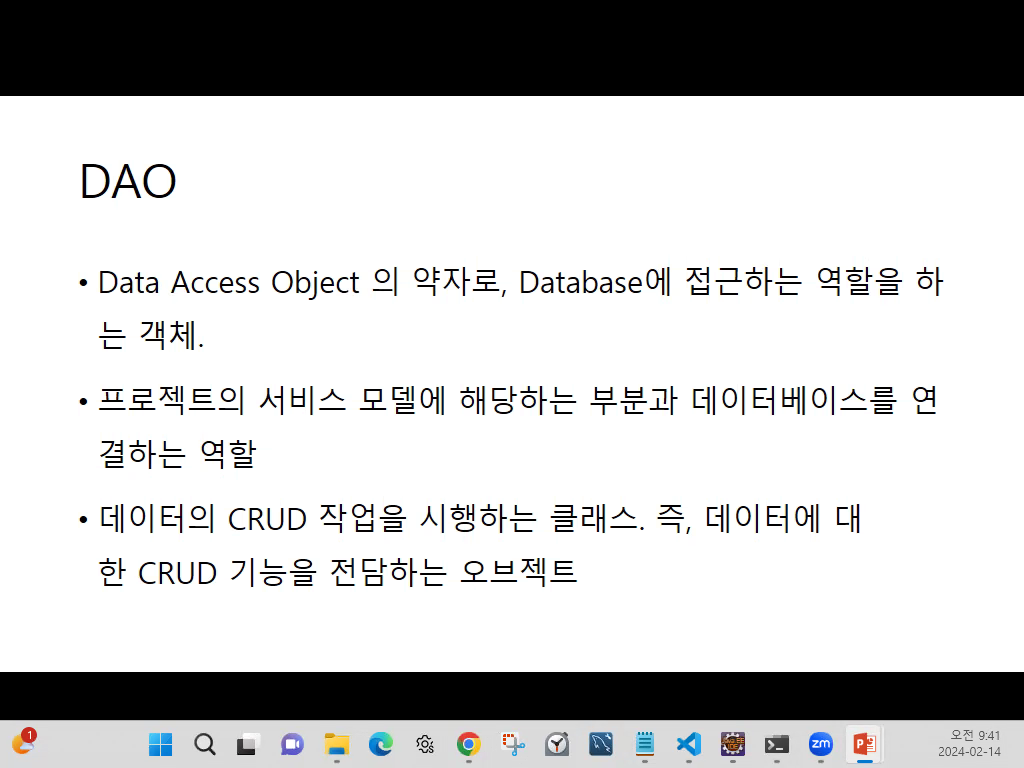 DAO
• Data Access Object 의 약자로, Database에 접근하는 역할을 하
는 객체.
• 프로젝트의 서비스 모델에 해당하는 부분과 데이터베이스를 연
결하는 역할
• 데이터의 CRUD 작업을 시행하는 클래스. 즉, 데이터에 대
한 CRUD 기능을 전담하는 오브젝트
1
zm
오전 9:41
2024-02-14